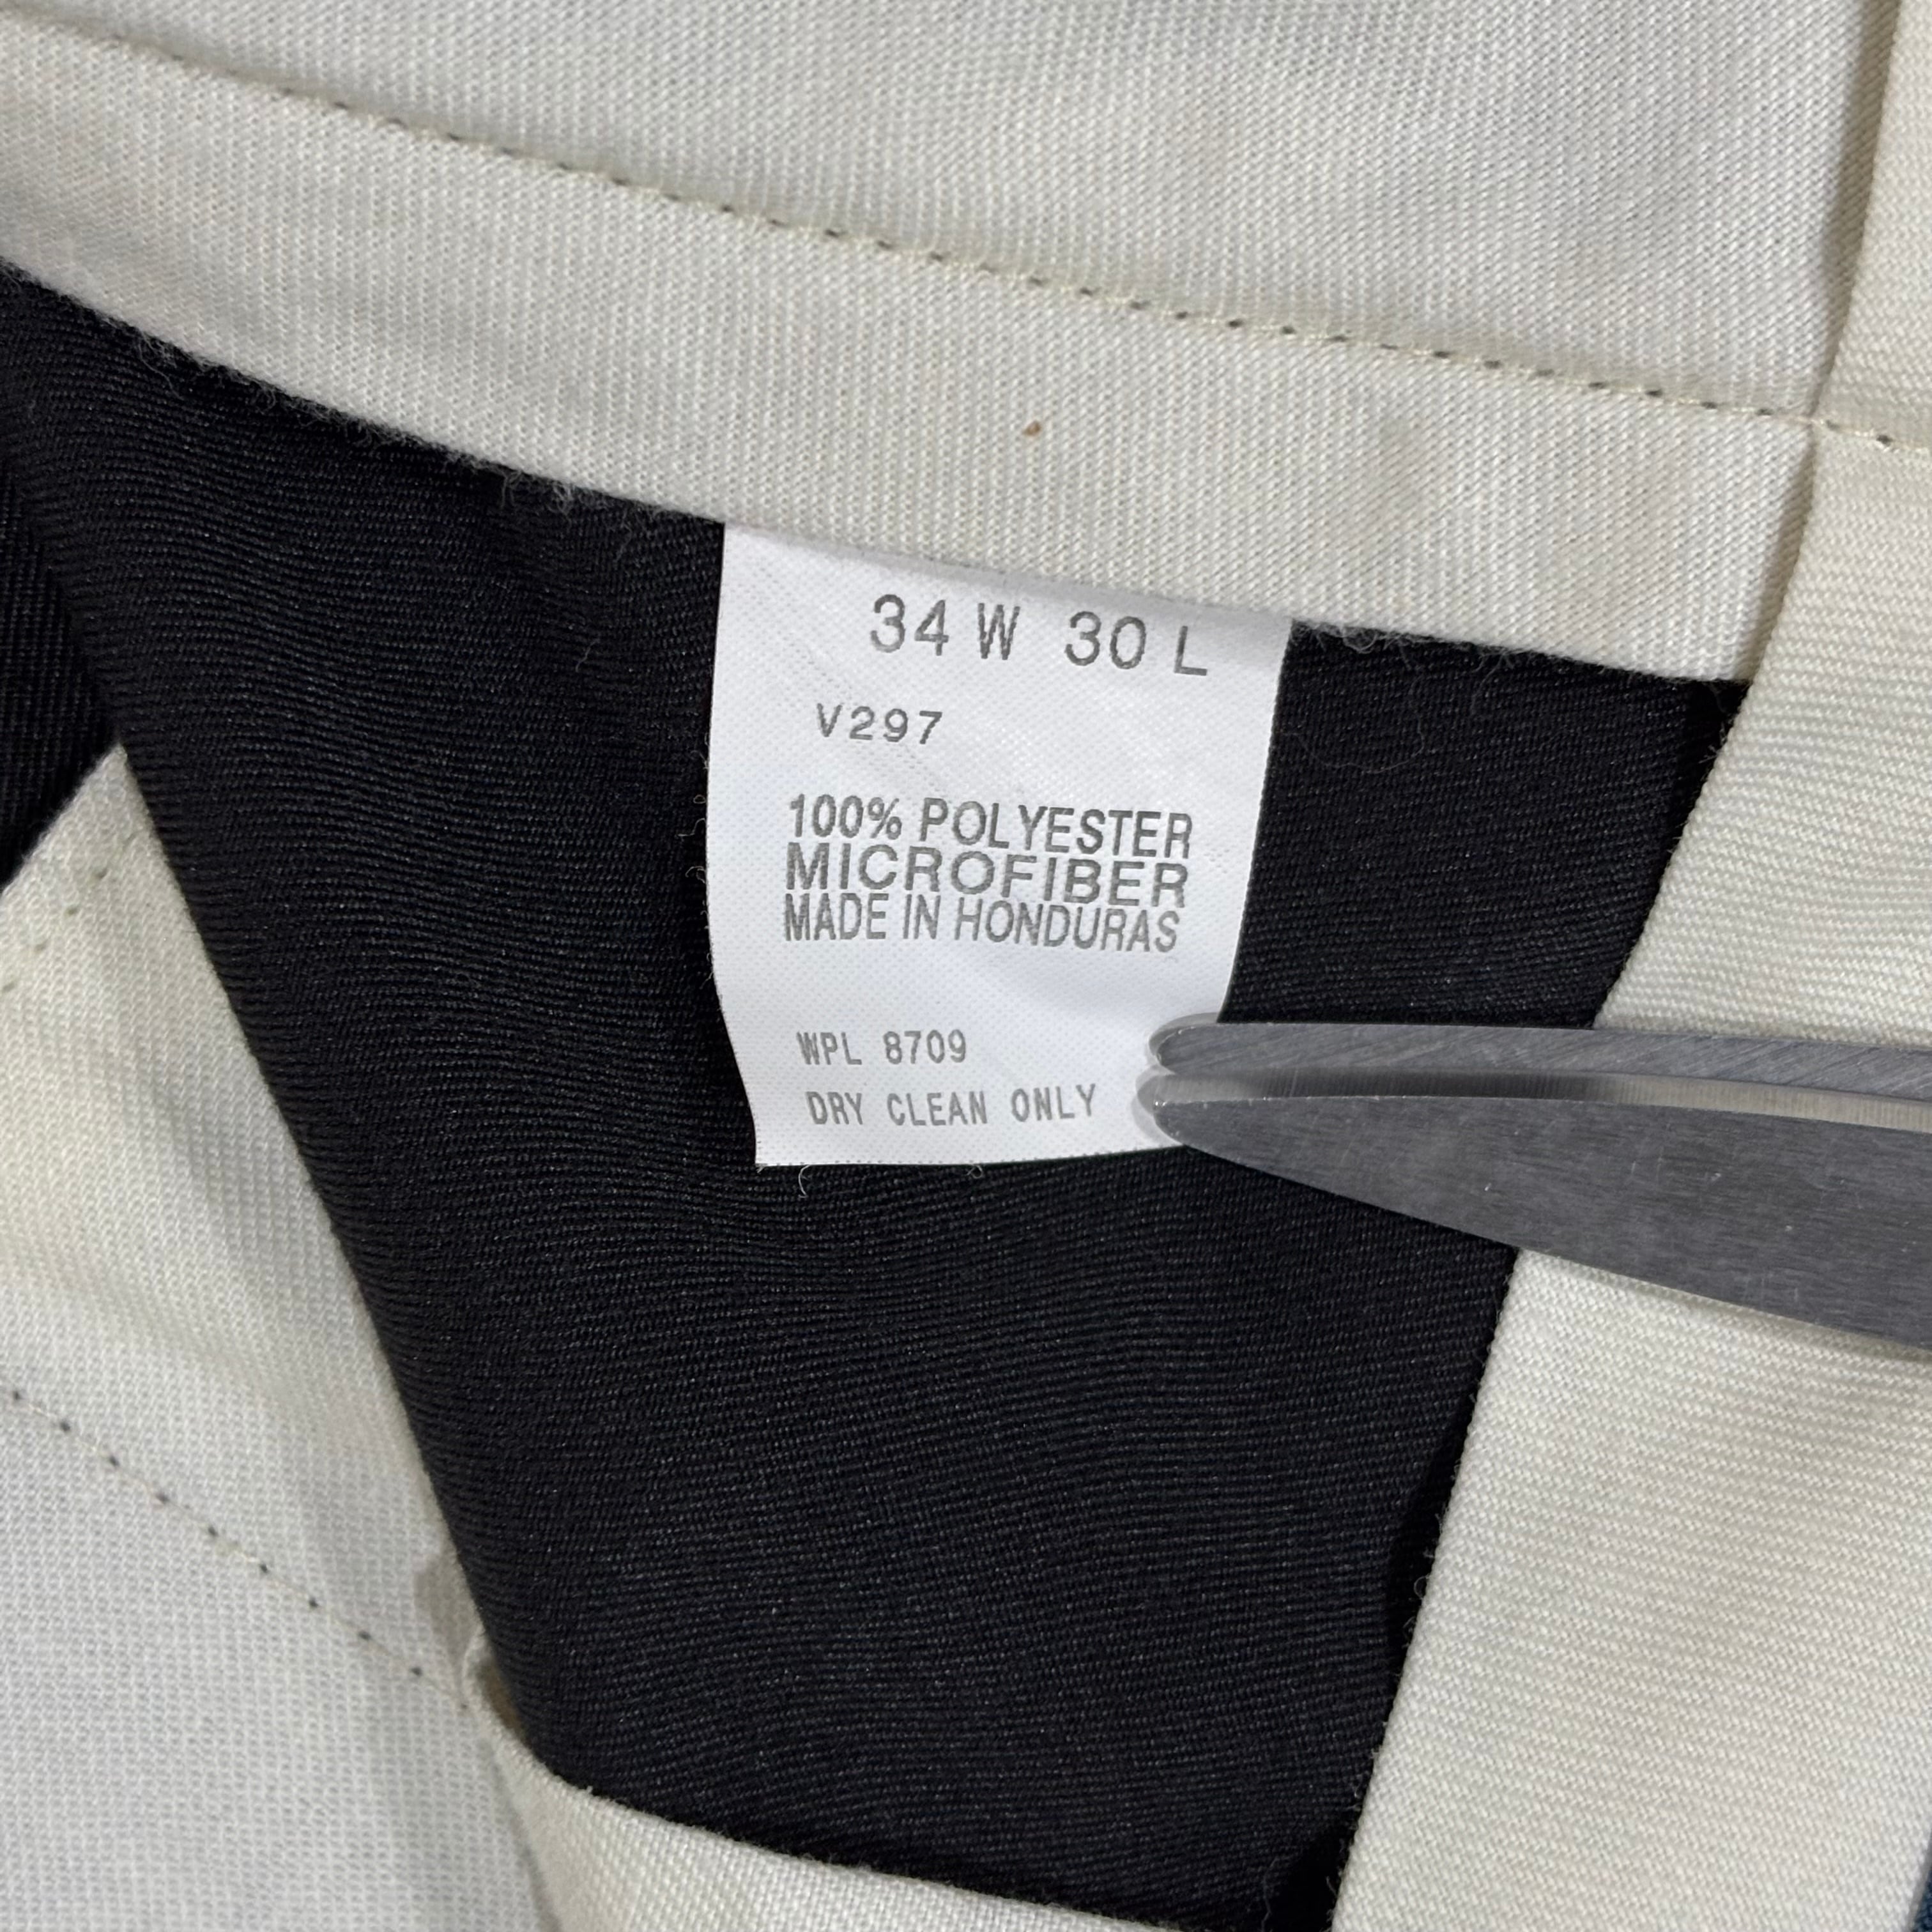 34 W 30 L
V297
100% POLYESTER
MICROFIBER
MADE IN HONDURAS
WPL 8709
DRY CLEAN ONLY